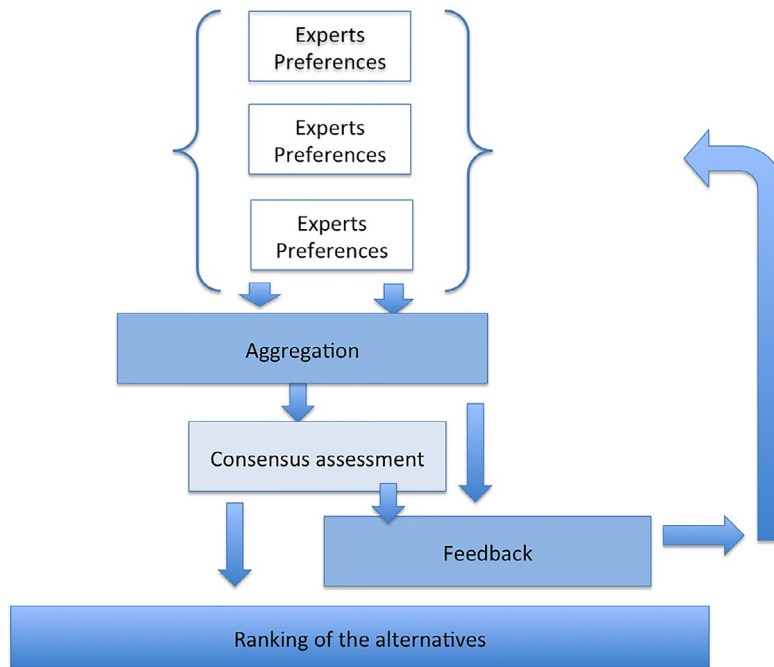 Experts
Preferences
Experts
Preferences
Experts
Preferences
Aggregation
Consensus assessment
Feedback
Ranking of the alternatives